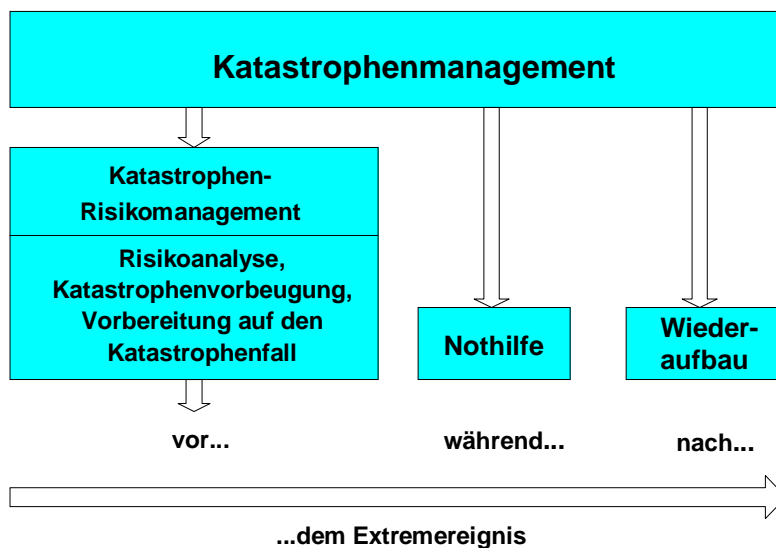 Katastrophenmanagement
Katastrophen-
Risikomanagement
Risikoanalyse,
Katastrophenvorbeugung,
Vorbereitung auf den
Katastrophenfall
Nothilfe
Wieder-
aufbau
vor...
während...
nach...
...dem Extremereignis